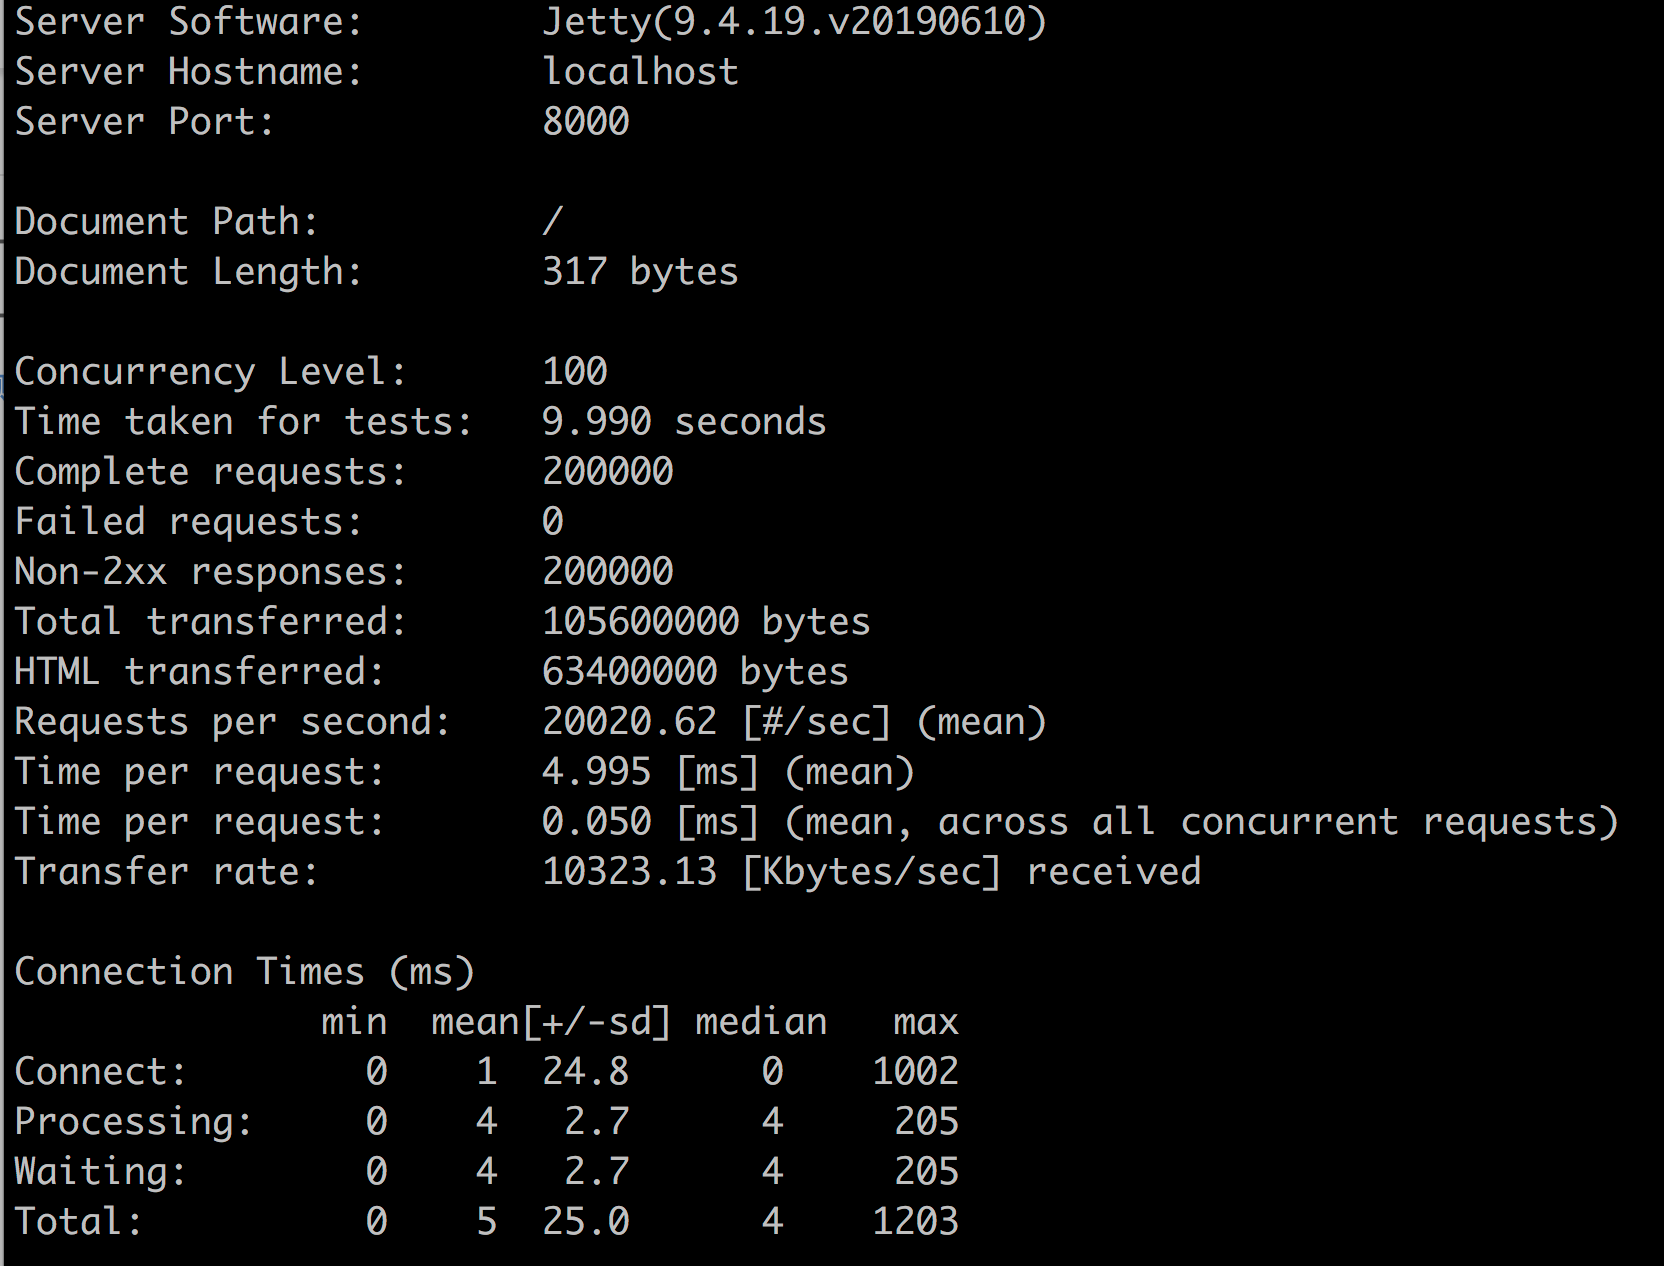 Server Software:        Jetty(9.4.19.v20190610)
Server Hostname:        localhost
Server Port:            8000

Document Path:          /
Document Length:        317 bytes

Concurrency Level:      100
Time taken for tests:   9.990 seconds
Complete requests:      200000
Failed requests:        0
Non-2xx responses:      200000
Total transferred:      105600000 bytes
HTML transferred:       63400000 bytes
Requests per second:    20020.62 [#/sec] (mean)
Time per request:       4.995 [ms] (mean)
Time per request:       0.050 [ms] (mean, across all concurrent requests)
Transfer rate:          10323.13 [Kbytes/sec] received

Connection Times (ms)
              min  mean[+/-sd] median   max
Connect:        0    1  24.8      0    1002
Processing:     0    4   2.7      4     205
Waiting:        0    4   2.7      4     205
Total:          0    5  25.0      4    1203